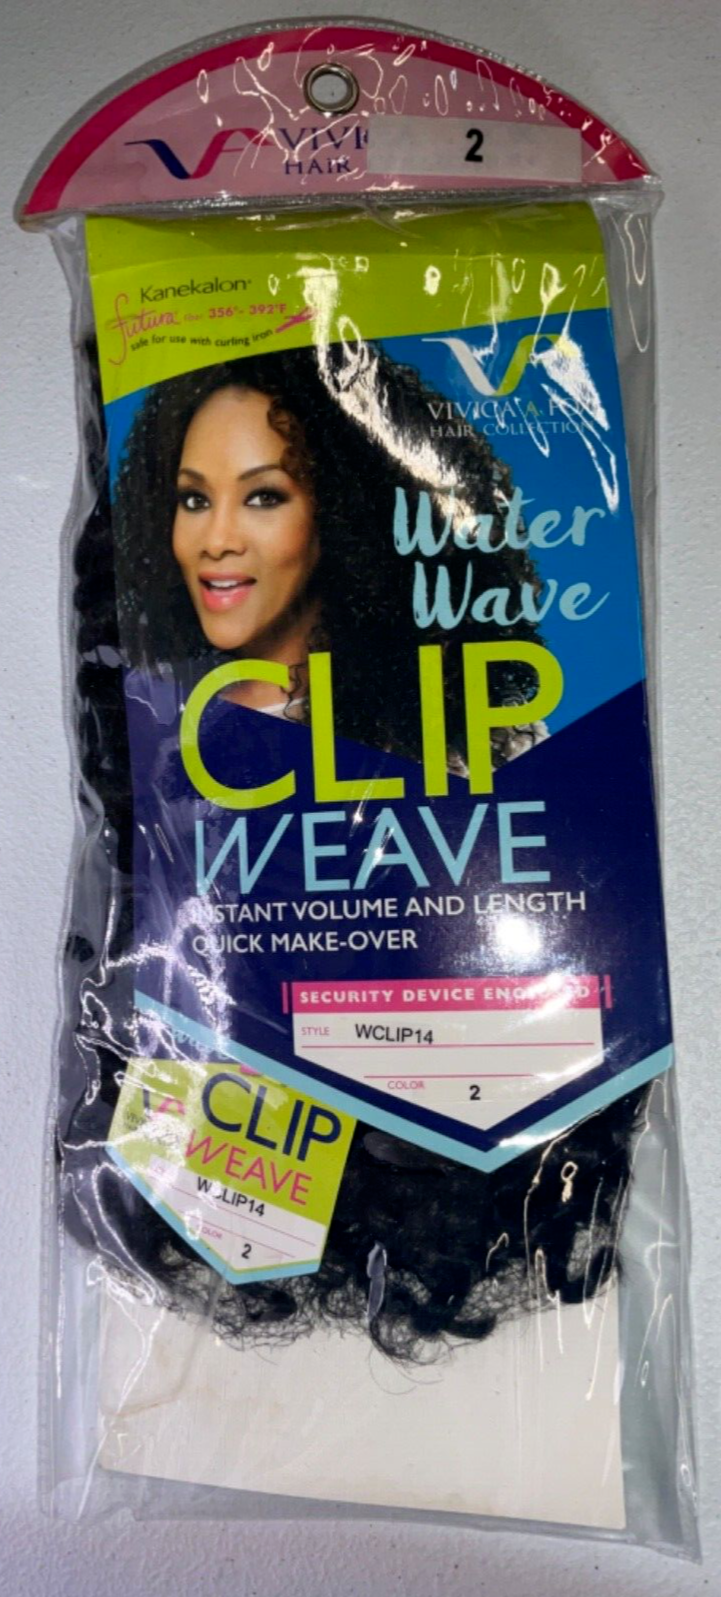 VIVI
HAIR
2
Kanekalon
futura fiber 356°- 392°F
safe for use with curling iron
VIVICA A FOX
HAIR COLLECTION
Water
Wave
CLIP
WEAVE
INSTANT VOLUME AND LENGTH
QUICK MAKE-OVER
SECURITY DEVICE ENCLOSED
STYLE WCLIP14
COLOR 2
CLIP
WEAVE
WCLIP14
COLOR 2